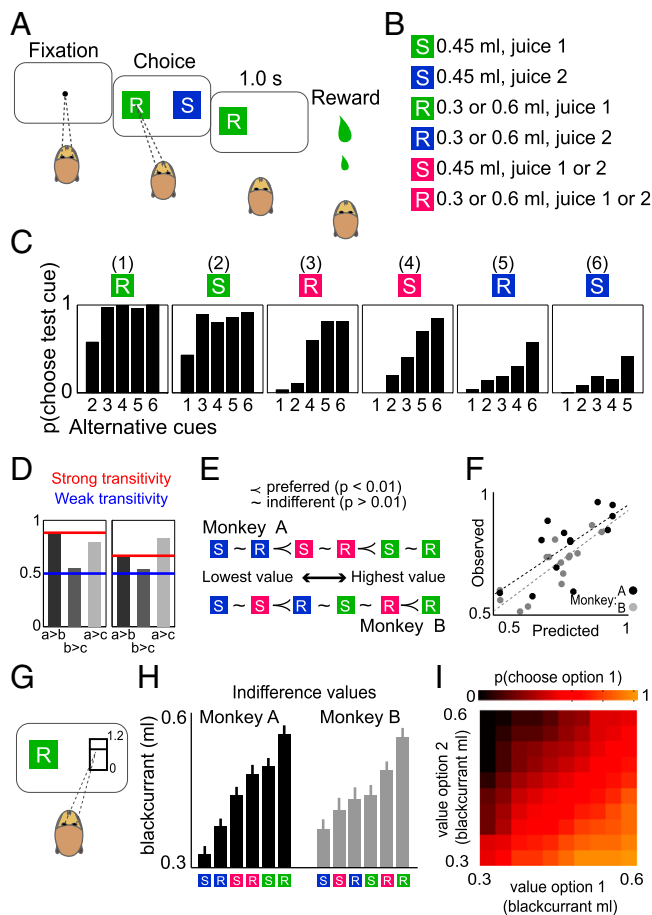 A
Fixation
Choice
R
S
1.0 s
R
Reward
B
S 0.45 ml, juice 1
S 0.45 ml, juice 2
R 0.3 or 0.6 ml, juice 1
R 0.3 or 0.6 ml, juice 2
S 0.45 ml, juice 1 or 2
R 0.3 or 0.6 ml, juice 1 or 2
C
(1) (2) (3) (4) (5) (6)
R S R S R S
p(choose test cue)
1
0
2 3 4 5 6 1 3 4 5 6 1 2 4 5 6 1 2 3 5 6 1 2 3 4 6 1 2 3 4 5
Alternative cues
D
Strong transitivity
Weak transitivity
1
0.5
0
a>b a>c a>b a>c
b>c b>c
E
≺ preferred (p < 0.01)
~ indifferent (p > 0.01)
Monkey A
S ~ R ≺ S ~ R ≺ S ~ R
Lowest value ⟷ Highest value
S ~ S ≺ R ~ S ~ R ≺ R
Monkey B
F
Observed
1
0.5
0.5 1
Predicted
Monkey: A
B
G
R
1.2
0
H
Indifference values
Monkey A Monkey B
blackcurrant (ml)
0.6
0.3
S R S R S R S S R S R R
I
p(choose option 1)
0 1
value option 2
(blackcurrant ml)
0.6
0.3
0.3 0.6
value option 1
(blackcurrant ml)